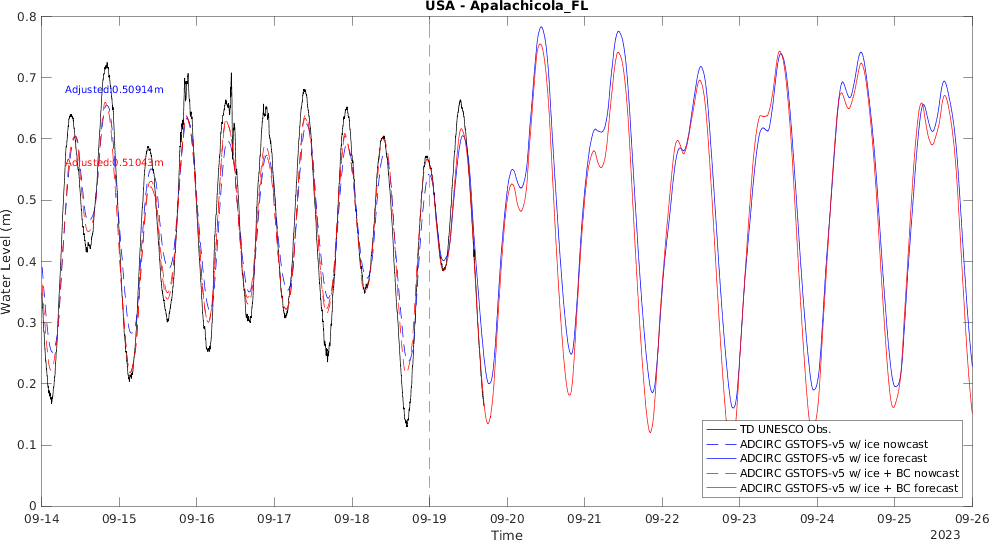 USA - Apalachicola_FL
0.8
0.7
0.6
0.5
0.4
0.3
0.2
0.1
0
Water Level (m)
Adjusted:0.50914m
Adjusted:0.51043m
TD UNESCO Obs.
ADCIRC GSTOFS-v5 w/ ice nowcast
ADCIRC GSTOFS-v5 w/ ice forecast
ADCIRC GSTOFS-v5 w/ ice + BC nowcast
ADCIRC GSTOFS-v5 w/ ice + BC forecast
09-14 09-15 09-16 09-17 09-18 09-19 09-20 09-21 09-22 09-23 09-24 09-25 09-26
Time
2023